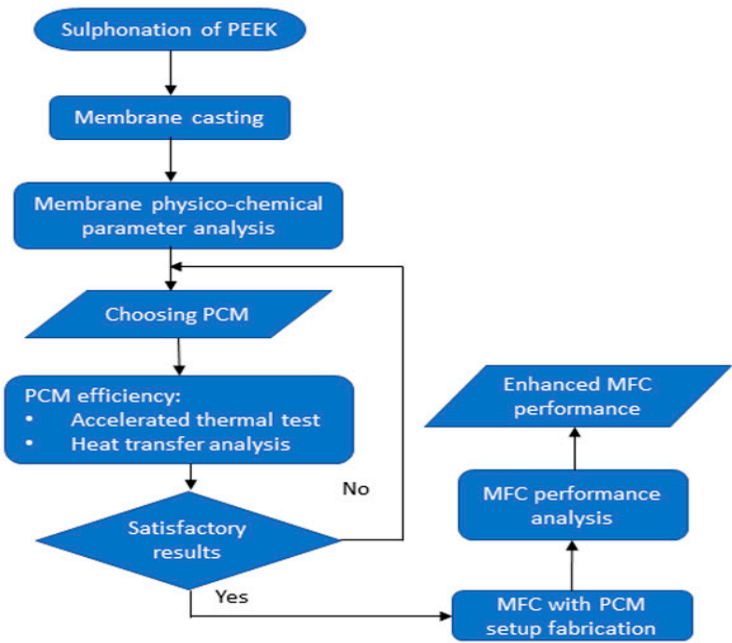 Sulphonation of PEEK
Membrane casting
Membrane physico-chemical
parameter analysis
Choosing PCM
PCM efficiency:
• Accelerated thermal test
• Heat transfer analysis
Satisfactory
results
No
Yes
MFC with PCM
setup fabrication
MFC performance
analysis
Enhanced MFC
performance